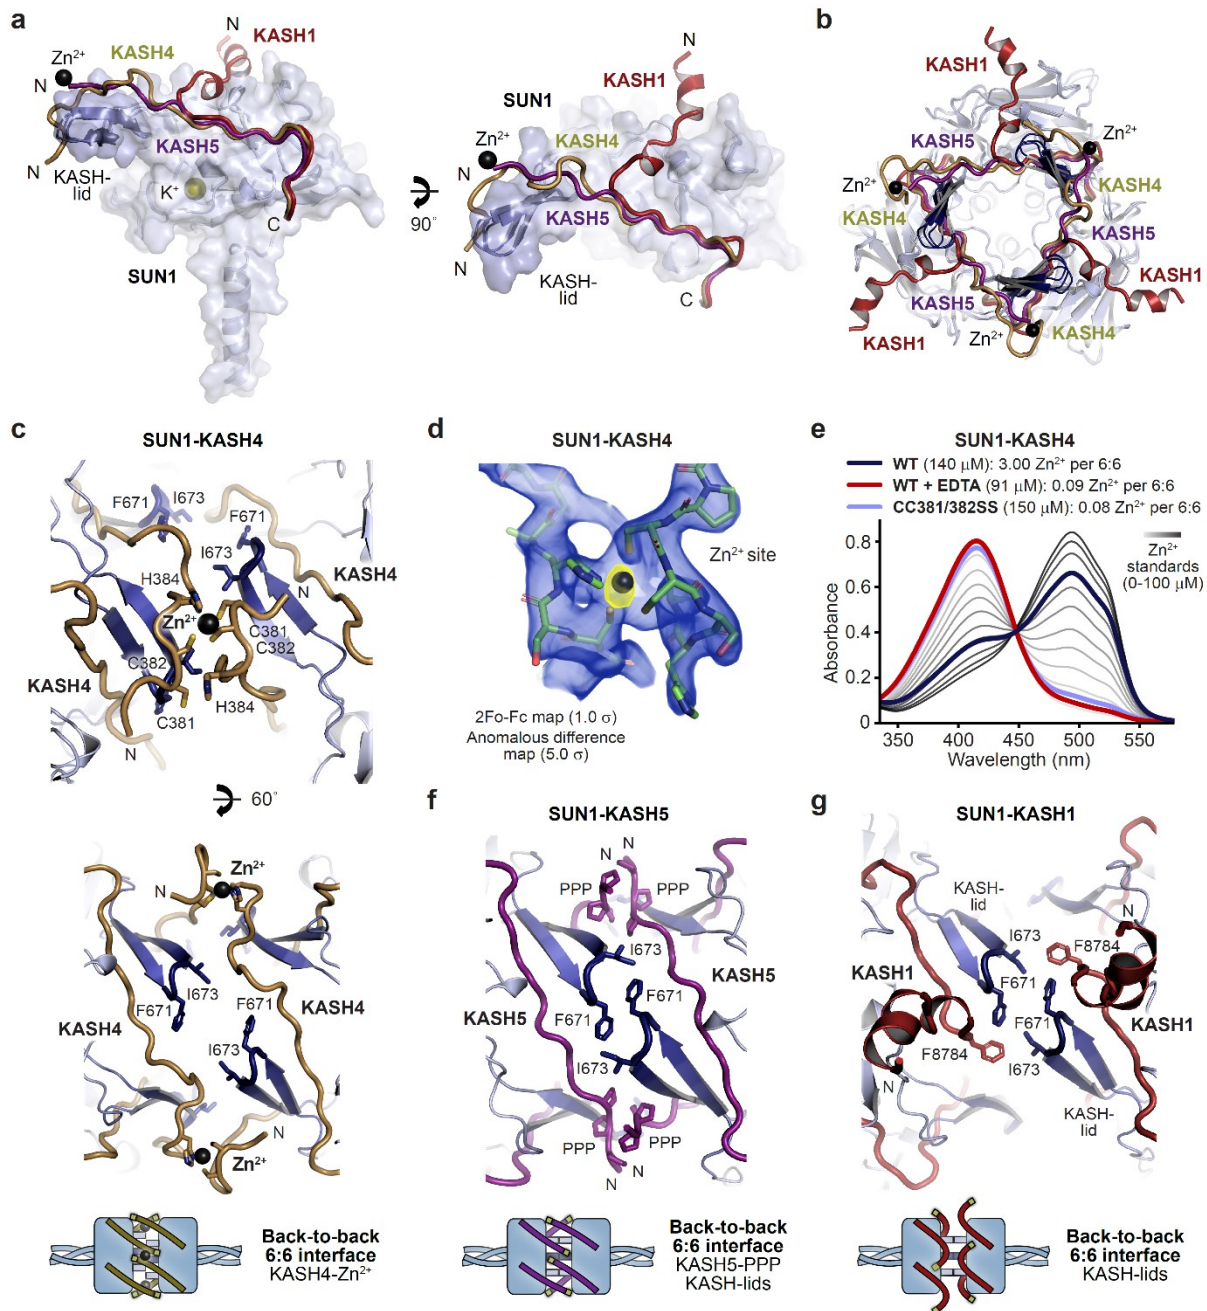 a
N
KASH1
Zn²⁺
KASH4
N
KASH5
N
KASH-
lid
K⁺
C
SUN1
90°
N
KASH1
SUN1
Zn²⁺
KASH4
N
KASH5
N
KASH-
lid
C
b
KASH1
KASH5
Zn²⁺
Zn²⁺
KASH4
KASH4
KASH5
KASH1
KASH5
Zn²⁺
KASH4
KASH1
c
SUN1-KASH4
F671
I673
F671
I673
KASH4
H384
N
Zn²⁺
C381
C382
C382
KASH4
H384
C381
N
60°
Zn²⁺
N
I673
F671
F671
KASH4
KASH4
I673
N
Zn²⁺
Back-to-back
6:6 interface
KASH4-Zn²⁺
d
SUN1-KASH4
Zn²⁺ site
2Fo-Fc map (1.0 σ)
Anomalous difference
map (5.0 σ)
e
SUN1-KASH4
WT (140 μM): 3.00 Zn²⁺ per 6:6
WT + EDTA (91 μM): 0.09 Zn²⁺ per 6:6
CC381/382SS (150 μM): 0.08 Zn²⁺ per 6:6
Zn²⁺
standards
(0-100 μM)
Absorbance
0.8
0.6
0.4
0.2
0
350
400
450
500
550
Wavelength (nm)
f
SUN1-KASH5
N
N
PPP
PPP
I673
KASH5
F671
F671
KASH5
I673
PPP
PPP
N
N
Back-to-back
6:6 interface
KASH5-PPP
KASH-lids
g
SUN1-KASH1
KASH-
lid
N
I673
F8784
KASH1
F671
F671
KASH1
F8784
I673
N
KASH-
lid
Back-to-back
6:6 interface
KASH-lids